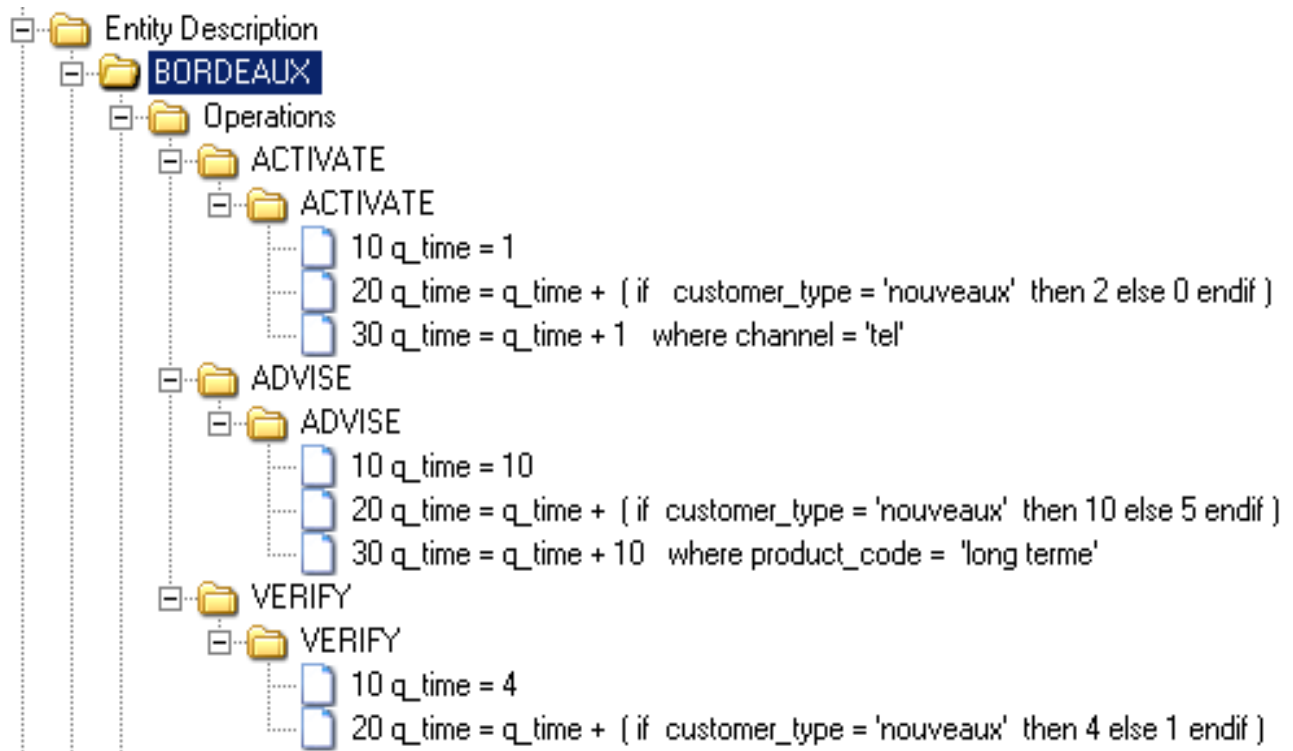 Entity Description
BORDEAUX
Operations
ACTIVATE
ACTIVATE
10 q_time = 1
20 q_time = q_time + ( if customer_type = 'nouveaux' then 2 else 0 endif )
30 q_time = q_time + 1 where channel = 'tel'
ADVISE
ADVISE
10 q_time = 10
20 q_time = q_time + ( if customer_type = 'nouveaux' then 10 else 5 endif )
30 q_time = q_time + 10 where product_code = 'long terme'
VERIFY
VERIFY
10 q_time = 4
20 q_time = q_time + ( if customer_type = 'nouveaux' then 4 else 1 endif )